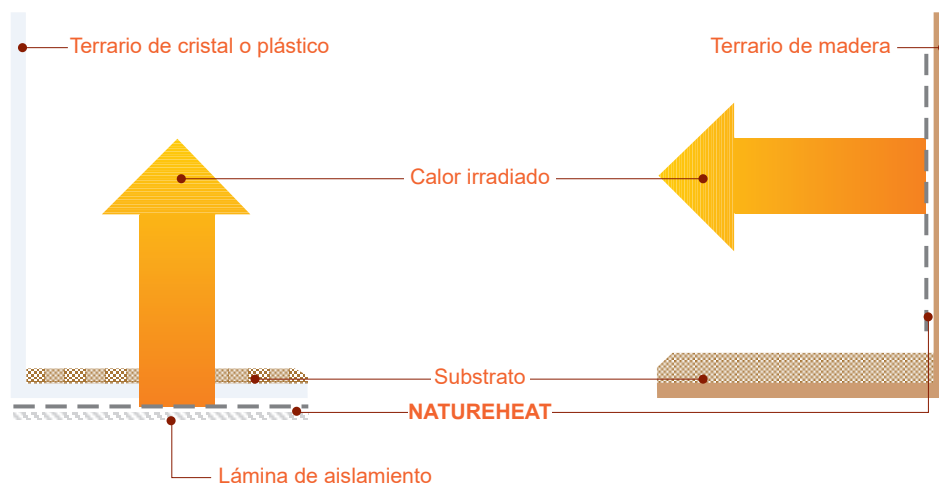 Terrario de cristal o plástico
Terrario de madera
Calor irradiado
Substrato
NATUREHEAT
Lámina de aislamiento